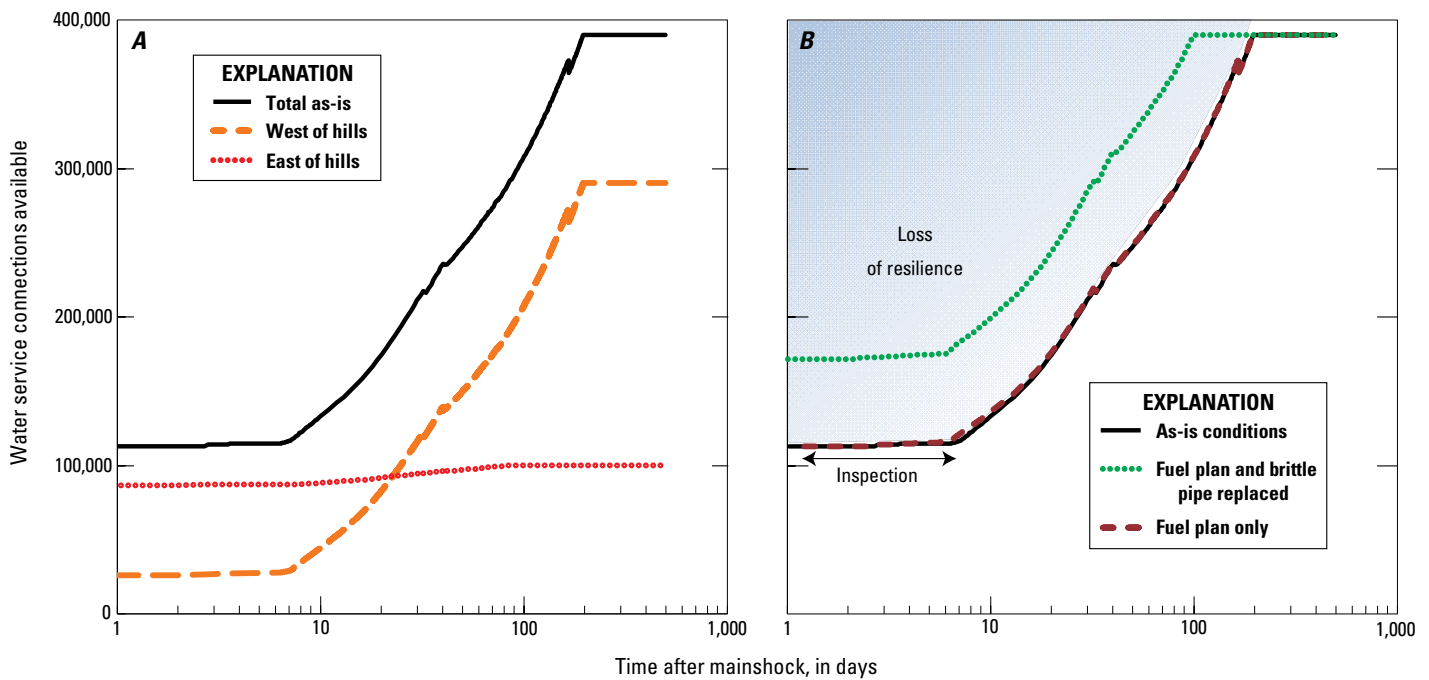 Water service connections available
400,000
300,000
200,000
100,000
0
A
EXPLANATION
Total as-is
West of hills
East of hills
1
10
100
1,000
B
Loss
of resilience
Inspection
EXPLANATION
As-is conditions
Fuel plan and brittle
pipe replaced
Fuel plan only
1
10
100
1,000
Time after mainshock, in days